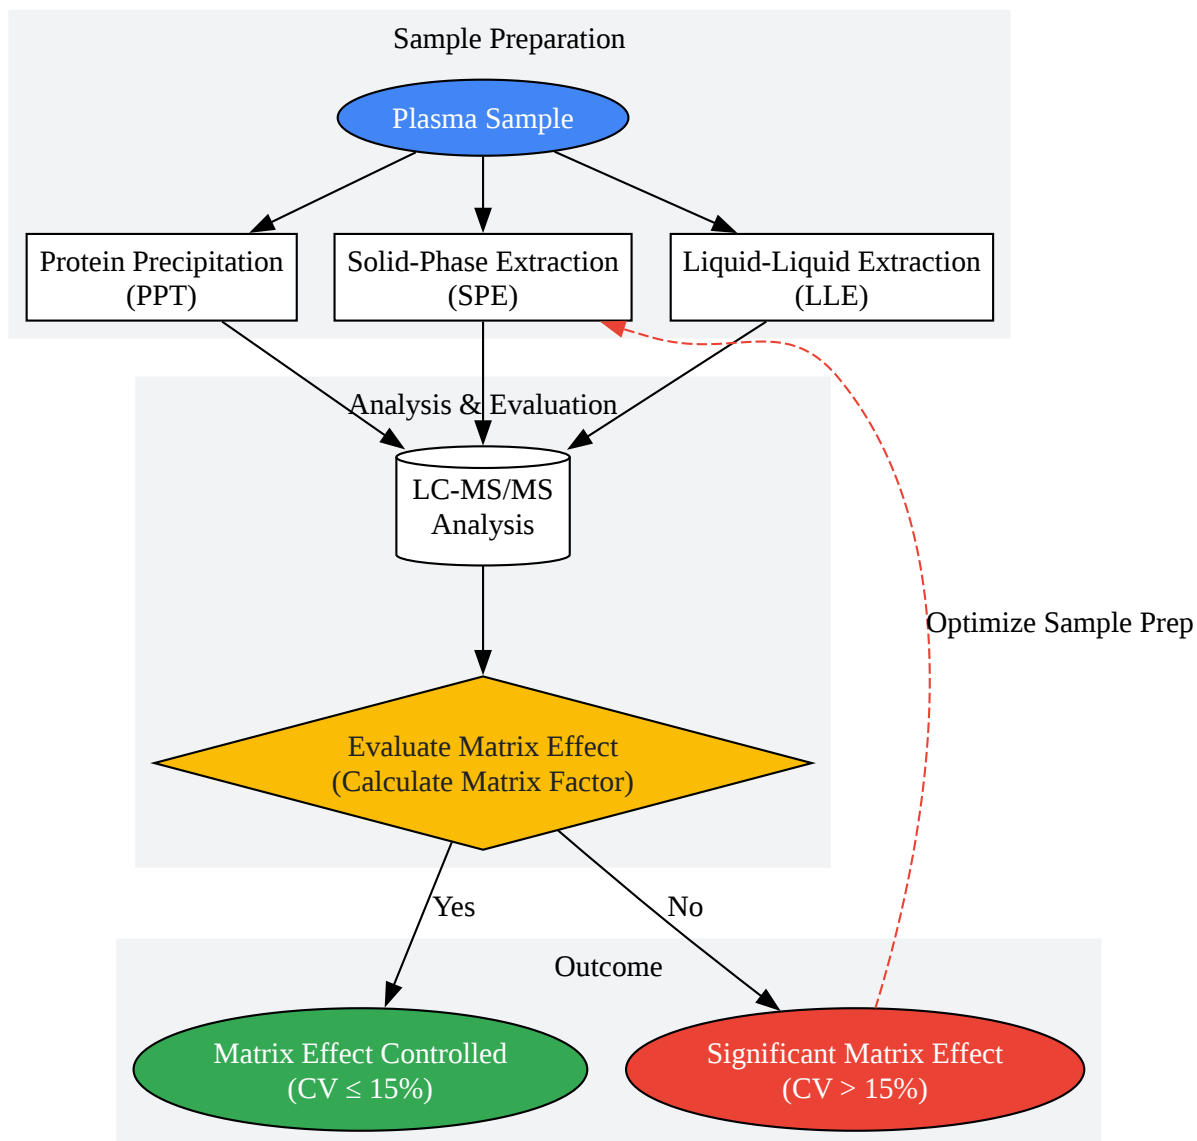 Sample Preparation
Plasma Sample
Protein Precipitation
(PPT)
Solid-Phase Extraction
(SPE)
Liquid-Liquid Extraction
(LLE)
Analysis & Evaluation
LC-MS/MS
Analysis
Optimize Sample Prep
Evaluate Matrix Effect
(Calculate Matrix Factor)
Yes
No
Outcome
Matrix Effect Controlled
(CV ≤ 15%)
Significant Matrix Effect
(CV > 15%)